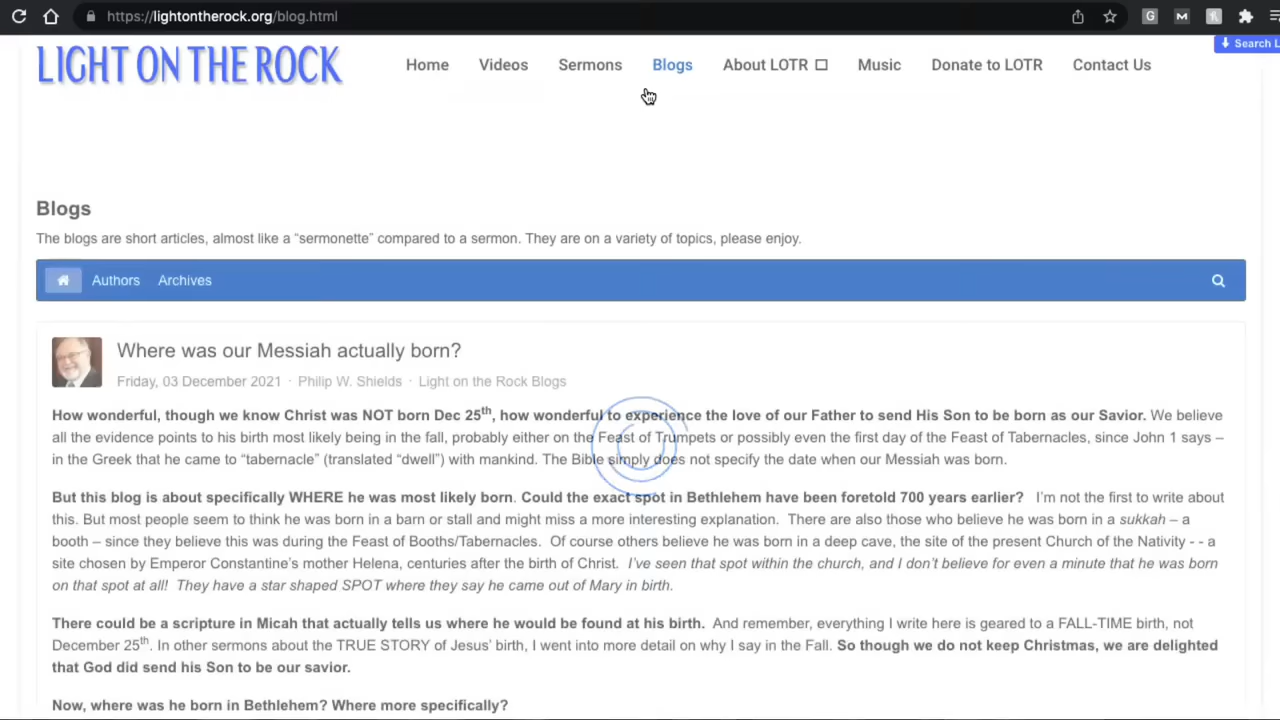 https://lightontherock.org/blog.html
G M
Search L
LIGHT ON THE ROCK
Home Videos Sermons Blogs About LOTR Music Donate to LOTR Contact Us
Blogs
The blogs are short articles, almost like a “sermonette” compared to a sermon. They are on a variety of topics, please enjoy.
Authors Archives
Where was our Messiah actually born?
Friday, 03 December 2021 · Philip W. Shields · Light on the Rock Blogs
How wonderful, though we know Christ was NOT born Dec 25th, how wonderful to experience the love of our Father to send His Son to be born as our Savior. We believe
all the evidence points to his birth most likely being in the fall, probably either on the Feast of Trumpets or possibly even the first day of the Feast of Tabernacles, since John 1 says –
in the Greek that he came to “tabernacle” (translated “dwell”) with mankind. The Bible simply does not specify the date when our Messiah was born.
But this blog is about specifically WHERE he was most likely born. Could the exact spot in Bethlehem have been foretold 700 years earlier? I’m not the first to write about
this. But most people seem to think he was born in a barn or stall and might miss a more interesting explanation. There are also those who believe he was born in a sukkah – a
booth – since they believe this was during the Feast of Booths/Tabernacles. Of course others believe he was born in a deep cave, the site of the present Church of the Nativity - - a
site chosen by Emperor Constantine’s mother Helena, centuries after the birth of Christ. I’ve seen that spot within the church, and I don’t believe for even a minute that he was born
on that spot at all! They have a star shaped SPOT where they say he came out of Mary in birth.
There could be a scripture in Micah that actually tells us where he would be found at his birth. And remember, everything I write here is geared to a FALL-TIME birth, not
December 25th. In other sermons about the TRUE STORY of Jesus’ birth, I went into more detail on why I say in the Fall. So though we do not keep Christmas, we are delighted
that God did send his Son to be our savior.
Now, where was he born in Bethlehem? Where more specifically?